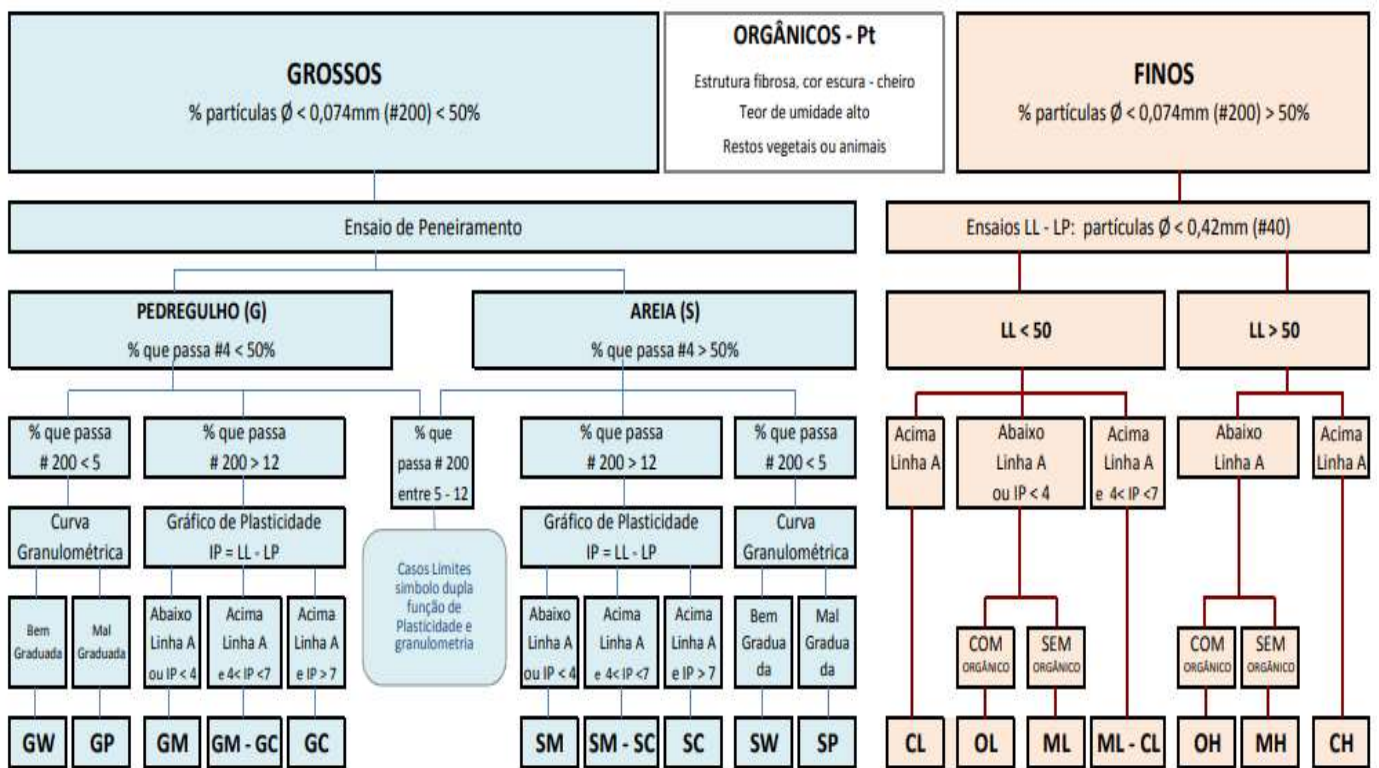 GROSSOS
% partículas Ø < 0,074mm (#200) < 50%
ORGÂNICOS - Pt
Estrutura fibrosa, cor escura - cheiro
Teor de umidade alto
Restos vegetais ou animais
FINOS
% partículas Ø < 0,074mm (#200) > 50%
Ensaio de Peneiramento
Ensaios LL - LP: partículas Ø < 0,42mm (#40)
PEDREGULHO (G)
% que passa #4 < 50%
AREIA (S)
% que passa #4 > 50%
LL < 50
LL > 50
% que passa
# 200 < 5
% que passa
# 200 > 12
% que
passa # 200
entre 5 - 12
% que passa
# 200 > 12
% que passa
# 200 < 5
Acima
Linha A
Abaixo
Linha A
ou IP < 4
Acima
Linha A
e 4< IP <7
Abaixo
Linha A
Acima
Linha A
Curva
Granulométrica
Gráfico de Plasticidade
IP = LL - LP
Casos Limites
simbolo dupla
função de
Plasticidade e
granulometria
Gráfico de Plasticidade
IP = LL - LP
Curva
Granulométrica
Bem
Graduada
Mal
Graduada
Abaixo
Linha A
ou IP < 4
Acima
Linha A
e 4< IP <7
Acima
Linha A
e IP > 7
Abaixo
Linha A
ou IP < 4
Acima
Linha A
e 4< IP <7
Acima
Linha A
e IP > 7
Bem
Gradua
da
Mal
Gradua
da
COM
ORGÂNICO
SEM
ORGÂNICO
COM
ORGÂNICO
SEM
ORGÂNICO
GW
GP
GM
GM - GC
GC
SM
SM - SC
SC
SW
SP
CL
OL
ML
ML - CL
OH
MH
CH